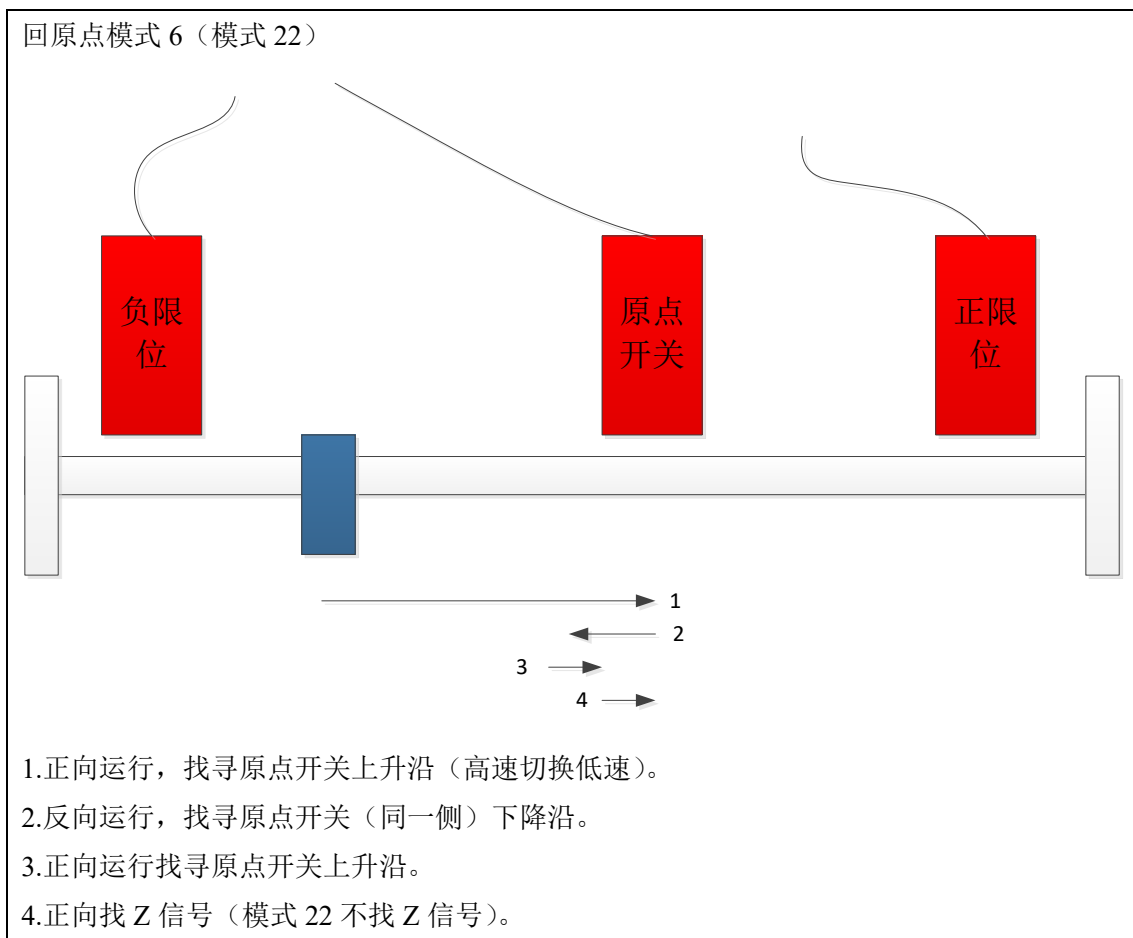 回原点模式 6（模式 22）
负限
位
原点
开关
正限
位
1
2
3
4
1.正向运行，找寻原点开关上升沿（高速切换低速）。
2.反向运行，找寻原点开关（同一侧）下降沿。
3.正向运行找寻原点开关上升沿。
4.正向找 Z 信号（模式 22 不找 Z 信号）。